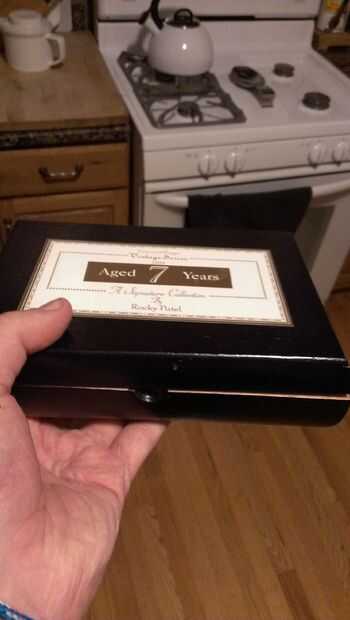 Vintage Series
Aged 7 Years
A Signature Collection
By
Rocky Patel